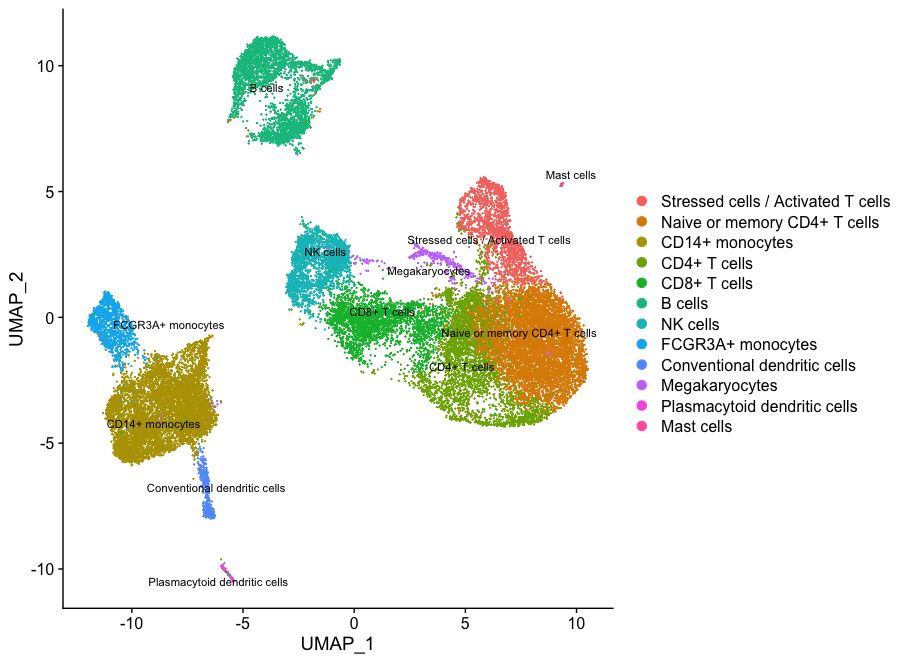 10
5
0
-5
-10
UMAP_2
-10
-5
0
5
10
UMAP_1
B cells
Mast cells
Stressed cells / Activated T cells
NK cells
Megakaryocytes
CD8+ T cells
FCGR3A+ monocytes
Naive or memory CD4+ T cells
CD4+ T cells
CD14+ monocytes
Conventional dendritic cells
Plasmacytoid dendritic cells
Stressed cells / Activated T cells
Naive or memory CD4+ T cells
CD14+ monocytes
CD4+ T cells
CD8+ T cells
B cells
NK cells
FCGR3A+ monocytes
Conventional dendritic cells
Megakaryocytes
Plasmacytoid dendritic cells
Mast cells